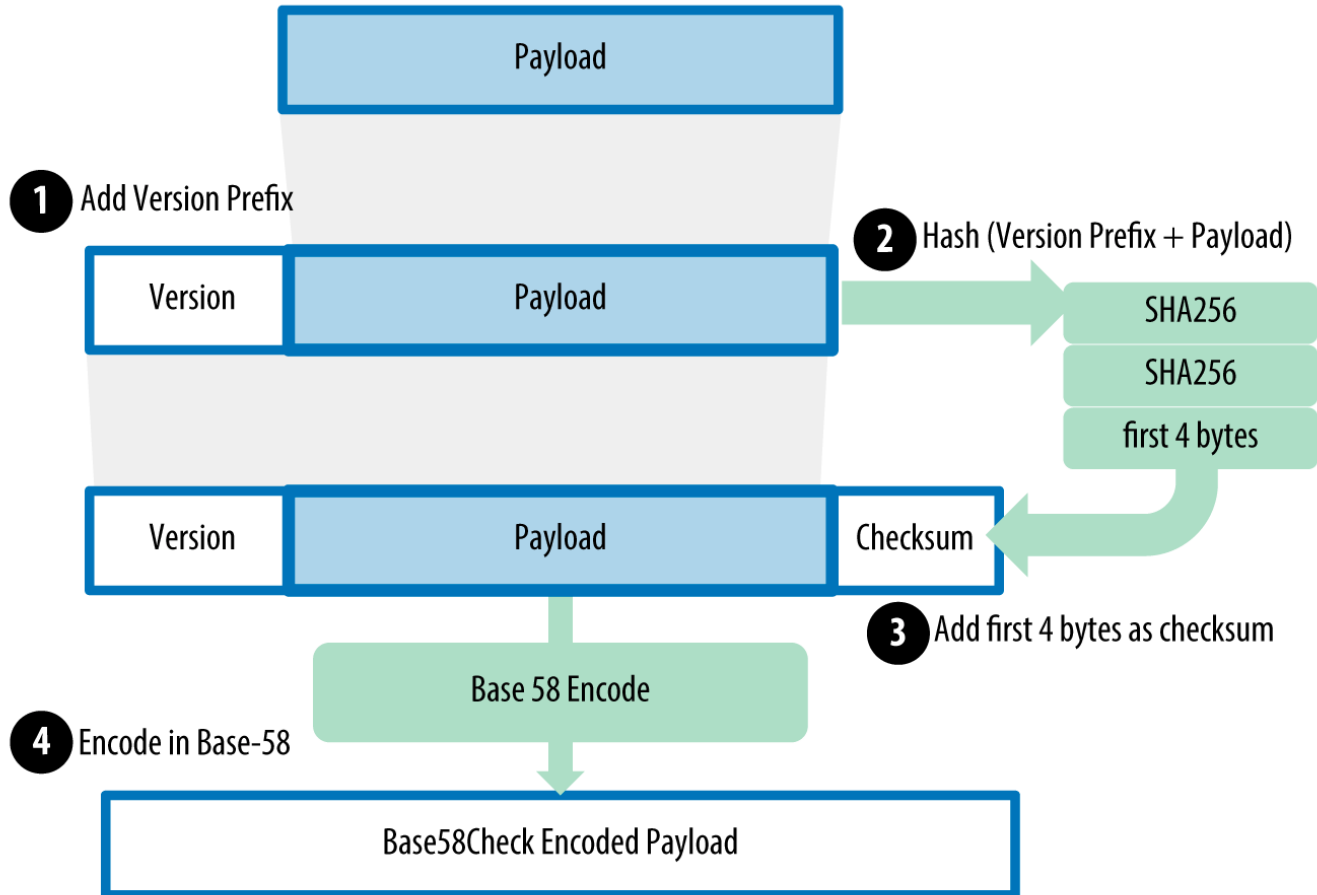 Payload
1 Add Version Prefix
2 Hash (Version Prefix + Payload)
Version
Payload
SHA256
SHA256
first 4 bytes
Version
Payload
Checksum
3 Add first 4 bytes as checksum
Base 58 Encode
4 Encode in Base-58
Base58Check Encoded Payload